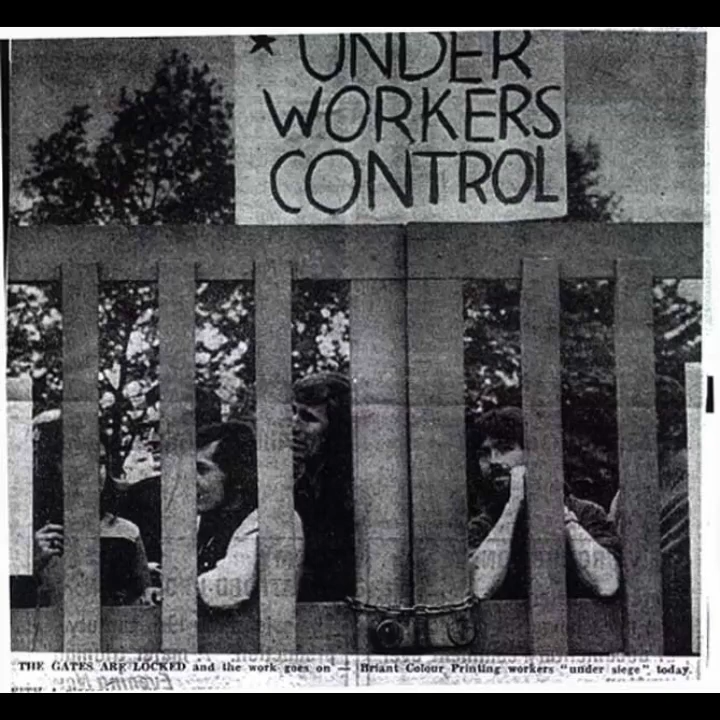 ★ UNDER
WORKERS
CONTROL
THE GATES ARE LOCKED and the work goes on — Briant Colour Printing workers "under siege" today.